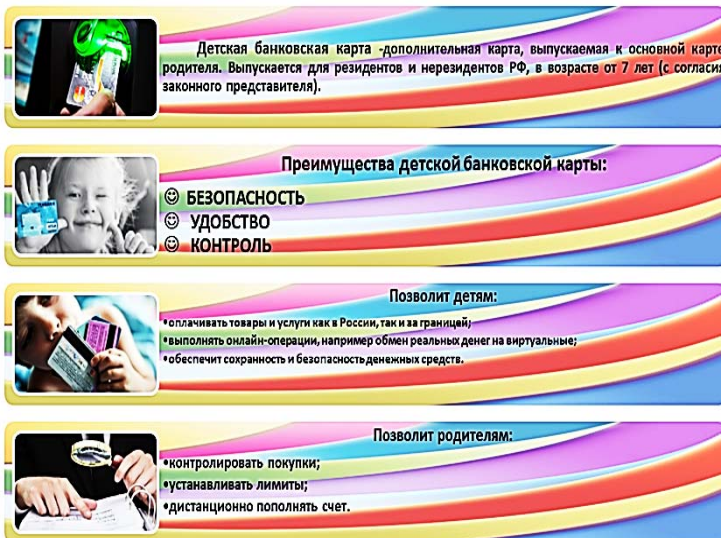 Детская банковская карта -дополнительная карта, выпускаемая к основной карте
родителя. Выпускается для резидентов и нерезидентов РФ, в возрасте от 7 лет (с согласия
законного представителя).
Преимущества детской банковской карты:
☺ БЕЗОПАСНОСТЬ
☺ УДОБСТВО
☺ КОНТРОЛЬ
Позволит детям:
•оплачивать товары и услуги как в России, так и за границей;
•выполнять онлайн-операции, например обмен реальных денег на виртуальные;
•обеспечит сохранность и безопасность денежных средств.
Позволит родителям:
•контролировать покупки;
•устанавливать лимиты;
•дистанционно пополнять счет.